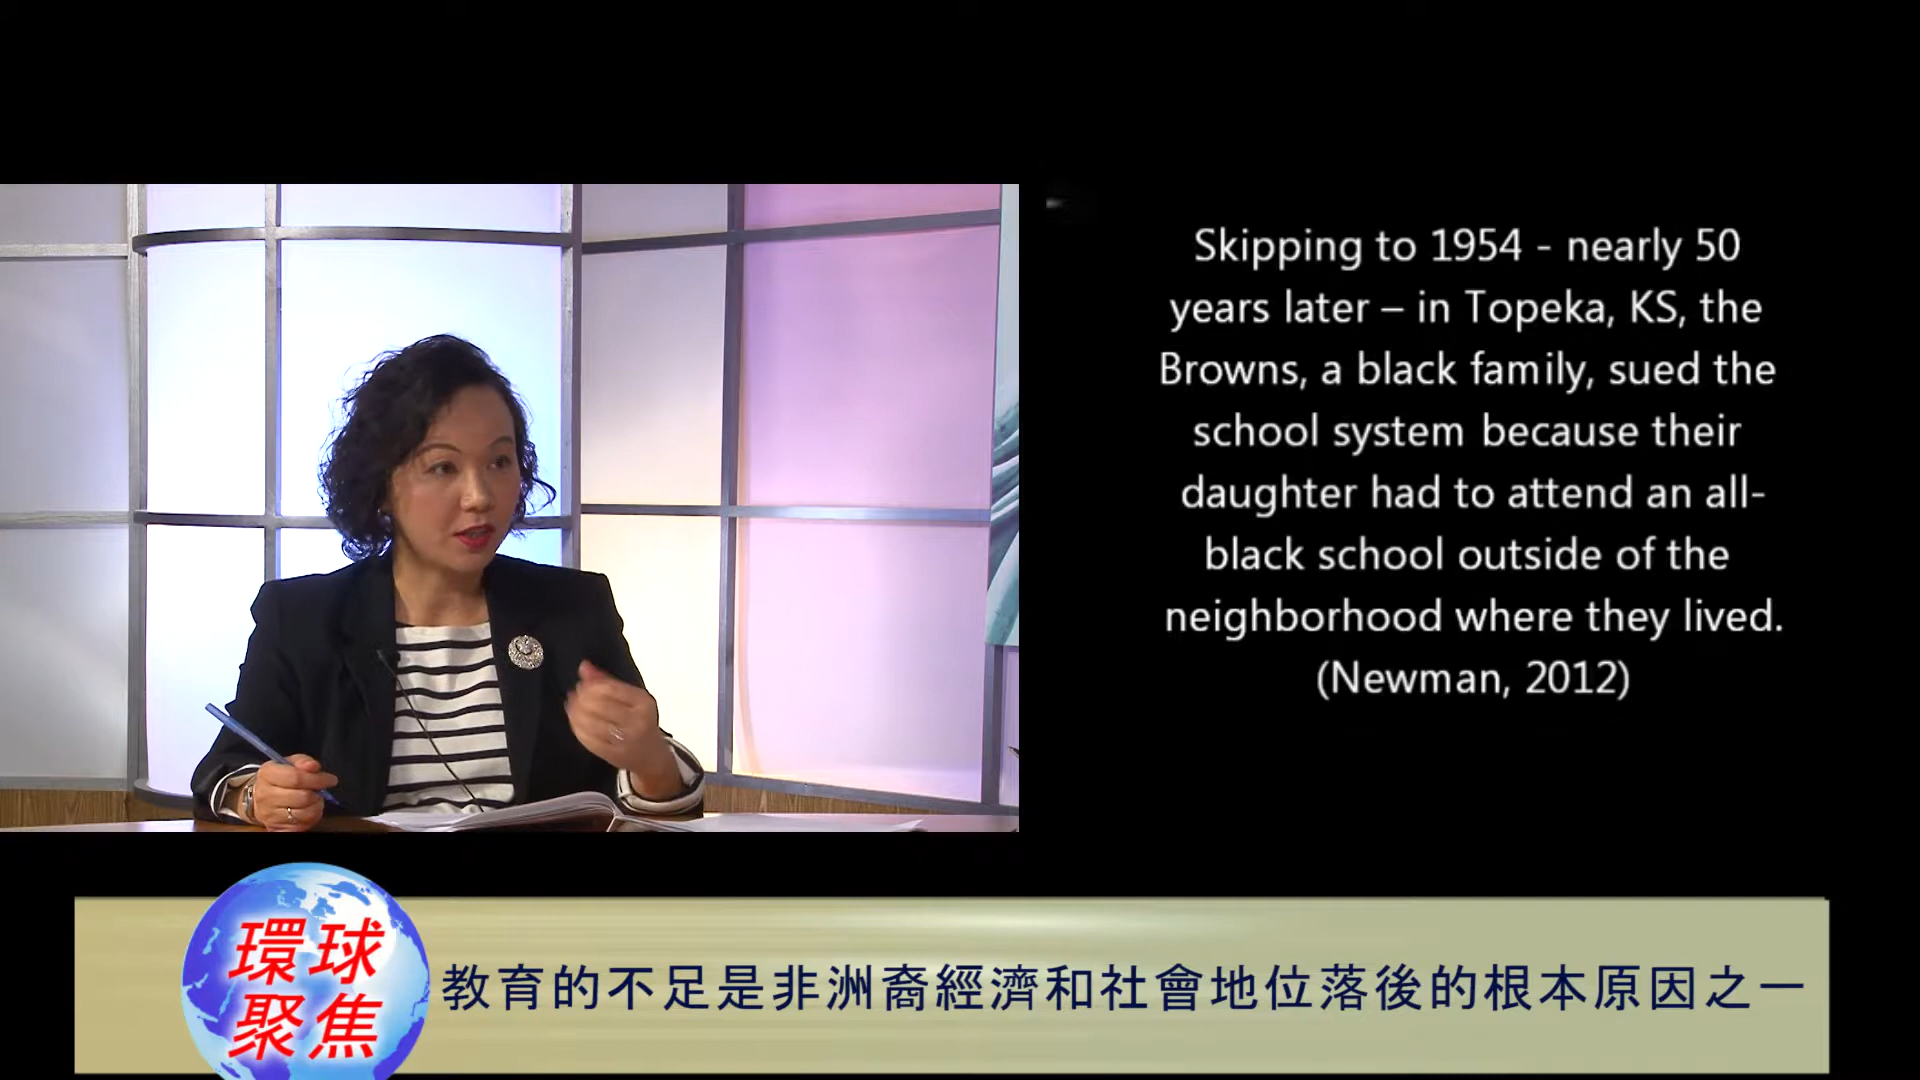 Skipping to 1954 - nearly 50
years later – in Topeka, KS, the
Browns, a black family, sued the
school system because their
daughter had to attend an all-
black school outside of the
neighborhood where they lived.
(Newman, 2012)
環球
聚焦
教育的不足是非洲裔經濟和社會地位落後的根本原因之一